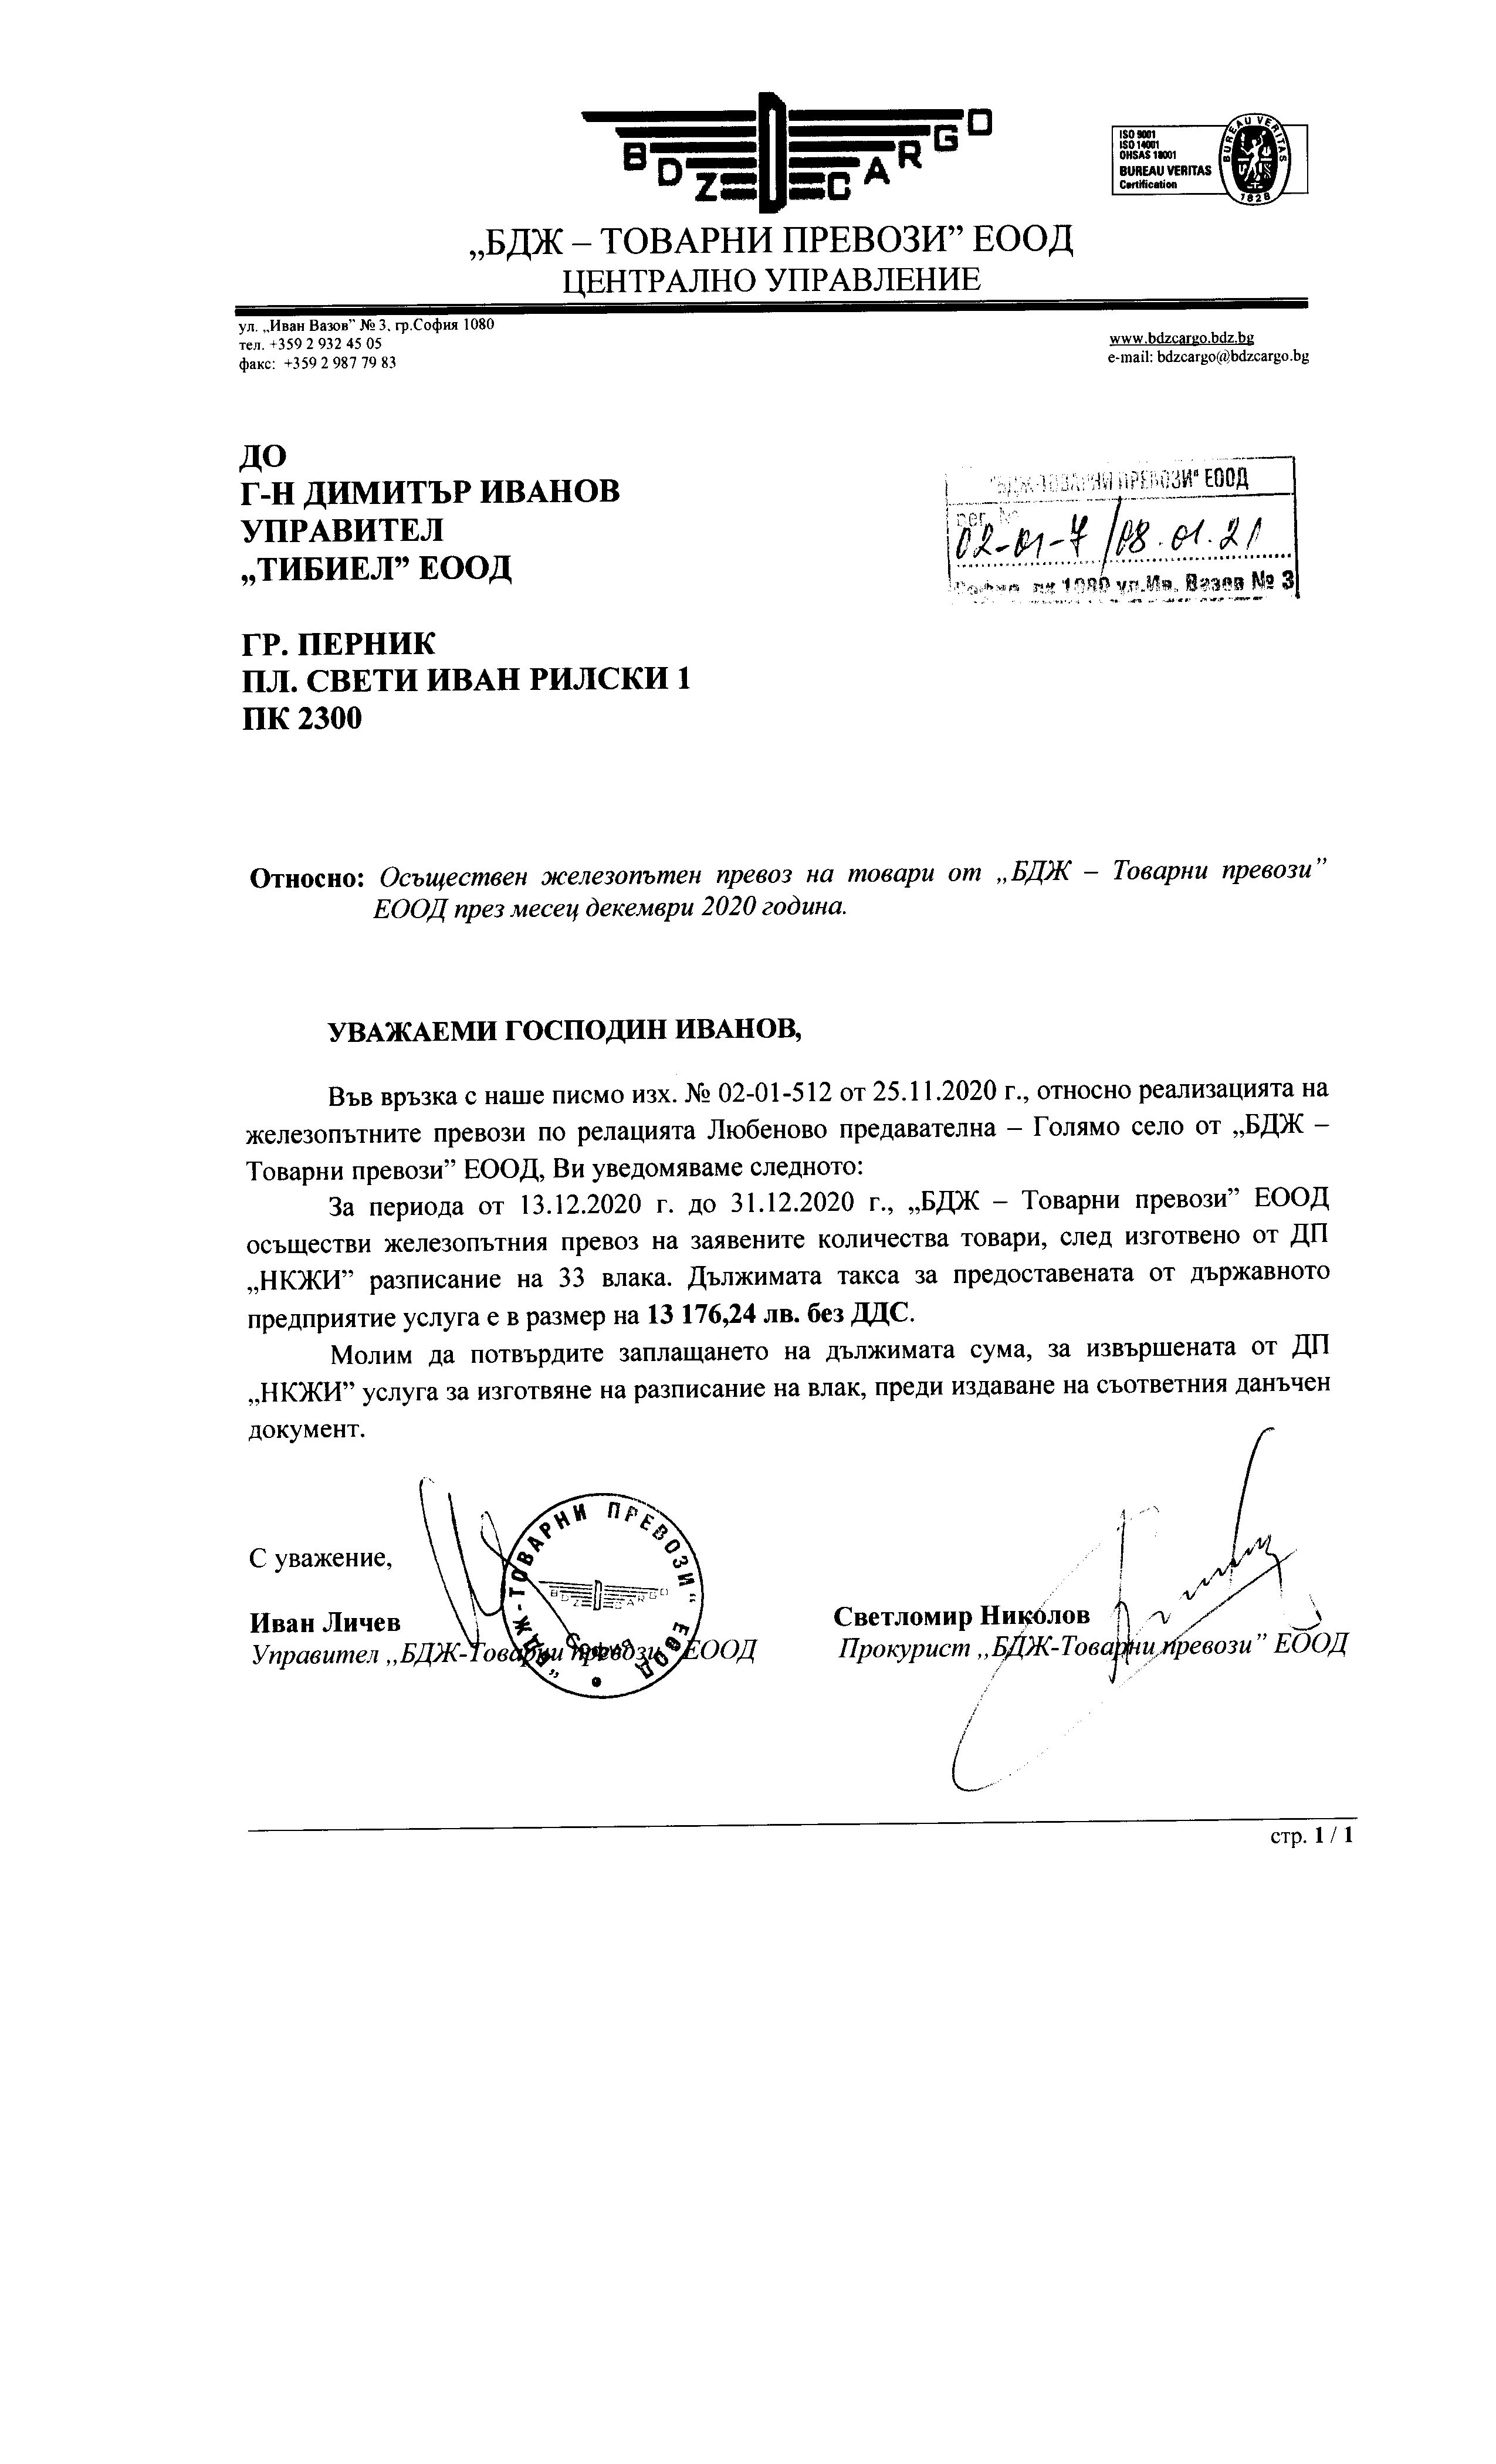 BDZ CARGO
ISO 9001
ISO 14001
OHSAS 18001
BUREAU VERITAS
Certification
BUREAU VERITAS
1828
„БДЖ – ТОВАРНИ ПРЕВОЗИ” ЕООД
ЦЕНТРАЛНО УПРАВЛЕНИЕ
ул. „Иван Вазов” № 3, гр.София 1080
тел. +359 2 932 45 05
факс: +359 2 987 79 83
www.bdzcargo.bdz.bg
e-mail: bdzcargo@bdzcargo.bg
ДО
Г-Н ДИМИТЪР ИВАНОВ
УПРАВИТЕЛ
„ТИБИЕЛ” ЕООД
"БДЖ-ТОВАРНИ ПРЕВОЗИ" ЕООД
рег. №
02-01-7 / 08.01.21
София, пк 1080 ул.Ив. Вазов № 3
ГР. ПЕРНИК
ПЛ. СВЕТИ ИВАН РИЛСКИ 1
ПК 2300
Относно: Осъществен железопътен превоз на товари от „БДЖ – Товарни превози”
ЕООД през месец декември 2020 година.
УВАЖАЕМИ ГОСПОДИН ИВАНОВ,
Във връзка с наше писмо изх. № 02-01-512 от 25.11.2020 г., относно реализацията на
железопътните превози по релацията Любеново предавателна – Голямо село от „БДЖ –
Товарни превози” ЕООД, Ви уведомяваме следното:
За периода от 13.12.2020 г. до 31.12.2020 г., „БДЖ – Товарни превози” ЕООД
осъществи железопътния превоз на заявените количества товари, след изготвено от ДП
„НКЖИ” разписание на 33 влака. Дължимата такса за предоставената от държавното
предприятие услуга е в размер на 13 176,24 лв. без ДДС.
Молим да потвърдите заплащането на дължимата сума, за извършената от ДП
„НКЖИ” услуга за изготвяне на разписание на влак, преди издаване на съответния данъчен
документ.
С уважение,
Иван Личев
Управител „БДЖ-Товарни превози” ЕООД
„БДЖ-ТОВАРНИ ПРЕВОЗИ“ ЕООД
BDZ CARGO
София
Светломир Николов
Прокурист „БДЖ-Товарни превози” ЕООД
стр. 1 / 1